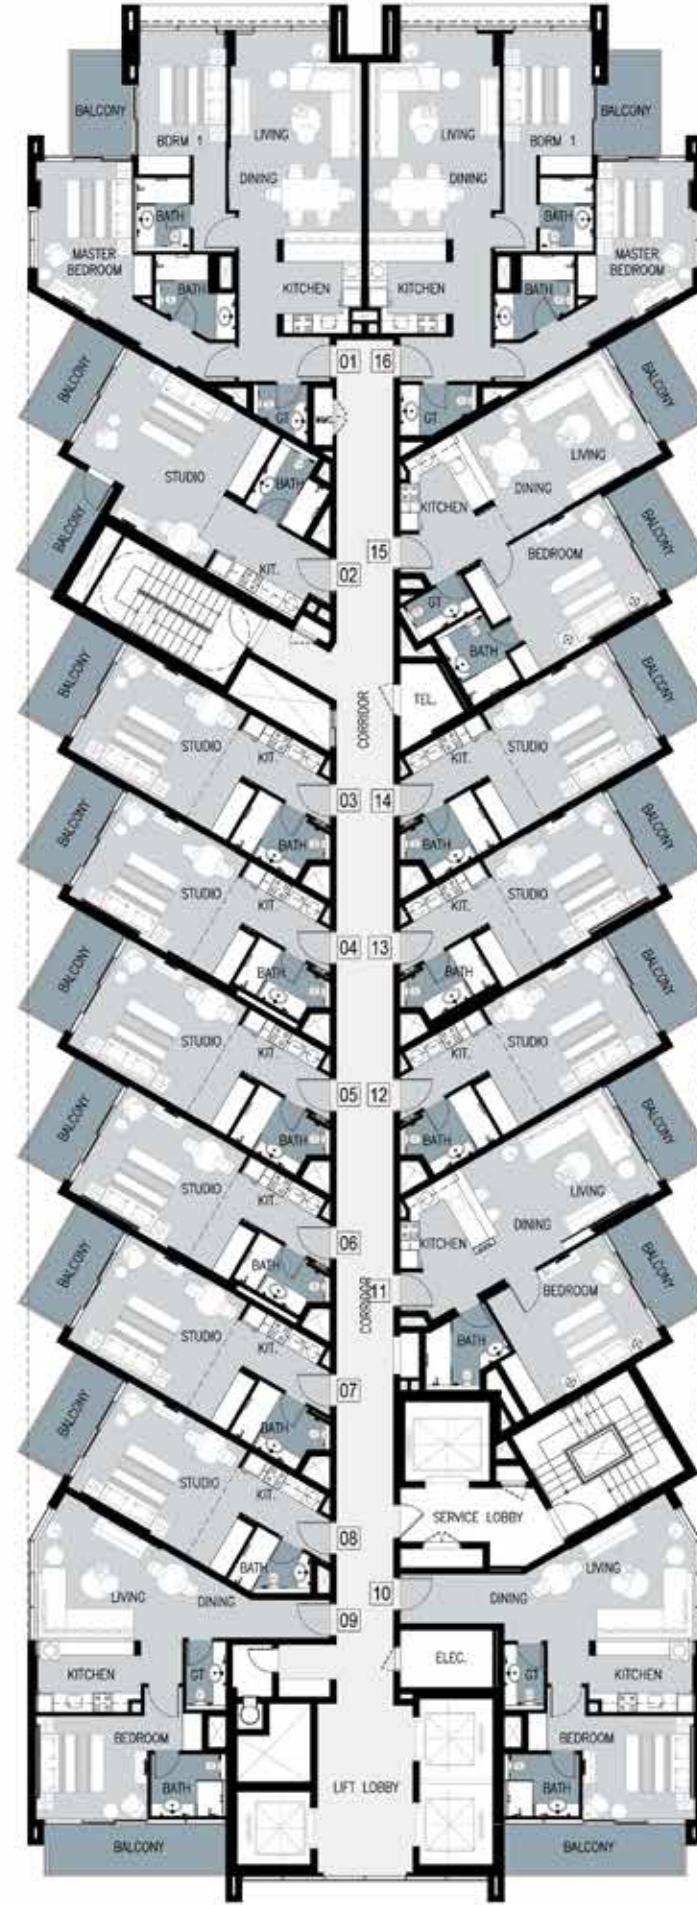 BALCONY
BDRM 1
LIVING
DINING
BATH
MASTER
BEDROOM
BATH
KITCHEN
LIVING
DINING
BDRM 1
BALCONY
BATH
MASTER
BEDROOM
BATH
KITCHEN
01
16
GT
GT
BALCONY
STUDIO
BATH
BALCONY
KIT.
02
BALCONY
LIVING
DINING
KITCHEN
15
BEDROOM
BALCONY
GT
BATH
TEL.
CORRIDOR
BALCONY
STUDIO
KIT.
03
BATH
14
KIT.
STUDIO
BALCONY
BATH
BALCONY
STUDIO
KIT.
04
BATH
13
KIT.
STUDIO
BALCONY
BATH
BALCONY
STUDIO
KIT.
05
BATH
12
KIT.
STUDIO
BALCONY
BATH
BALCONY
STUDIO
KIT.
06
BATH
BALCONY
LIVING
DINING
KITCHEN
11
BEDROOM
BALCONY
BATH
CORRIDOR
BALCONY
STUDIO
KIT.
07
BATH
BALCONY
STUDIO
KIT.
08
BATH
SERVICE LOBBY
LIVING
DINING
09
KITCHEN
GT
BEDROOM
BATH
BALCONY
10
LIVING
DINING
ELEC.
GT
KITCHEN
BEDROOM
BATH
BALCONY
LIFT LOBBY